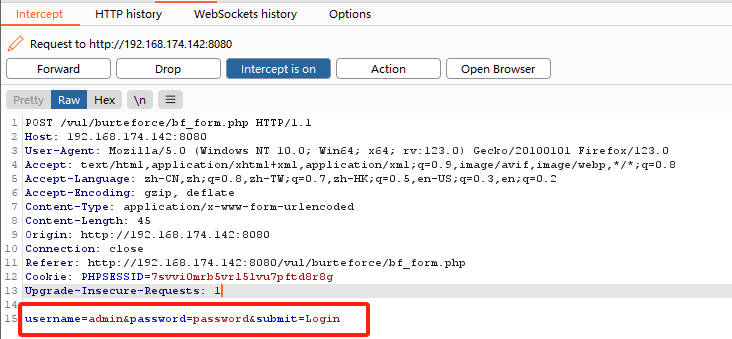 Intercept HTTP history WebSockets history Options
Request to http://192.168.174.142:8080
Forward Drop Intercept is on Action Open Browser
Pretty Raw Hex \n
1 POST /vul/burteforce/bf_form.php HTTP/1.1
2 Host: 192.168.174.142:8080
3 User-Agent: Mozilla/5.0 (Windows NT 10.0; Win64; x64; rv:123.0) Gecko/20100101 Firefox/123.0
4 Accept: text/html,application/xhtml+xml,application/xml;q=0.9,image/avif,image/webp,*/*;q=0.8
5 Accept-Language: zh-CN,zh;q=0.8,zh-TW;q=0.7,zh-HK;q=0.5,en-US;q=0.3,en;q=0.2
6 Accept-Encoding: gzip, deflate
7 Content-Type: application/x-www-form-urlencoded
8 Content-Length: 45
9 Origin: http://192.168.174.142:8080
10 Connection: close
11 Referer: http://192.168.174.142:8080/vul/burteforce/bf_form.php
12 Cookie: PHPSESSID=7svvi0mrb5vrl5lvu7pftd8r8g
13 Upgrade-Insecure-Requests: 1
14
15 username=admin&password=password&submit=Login